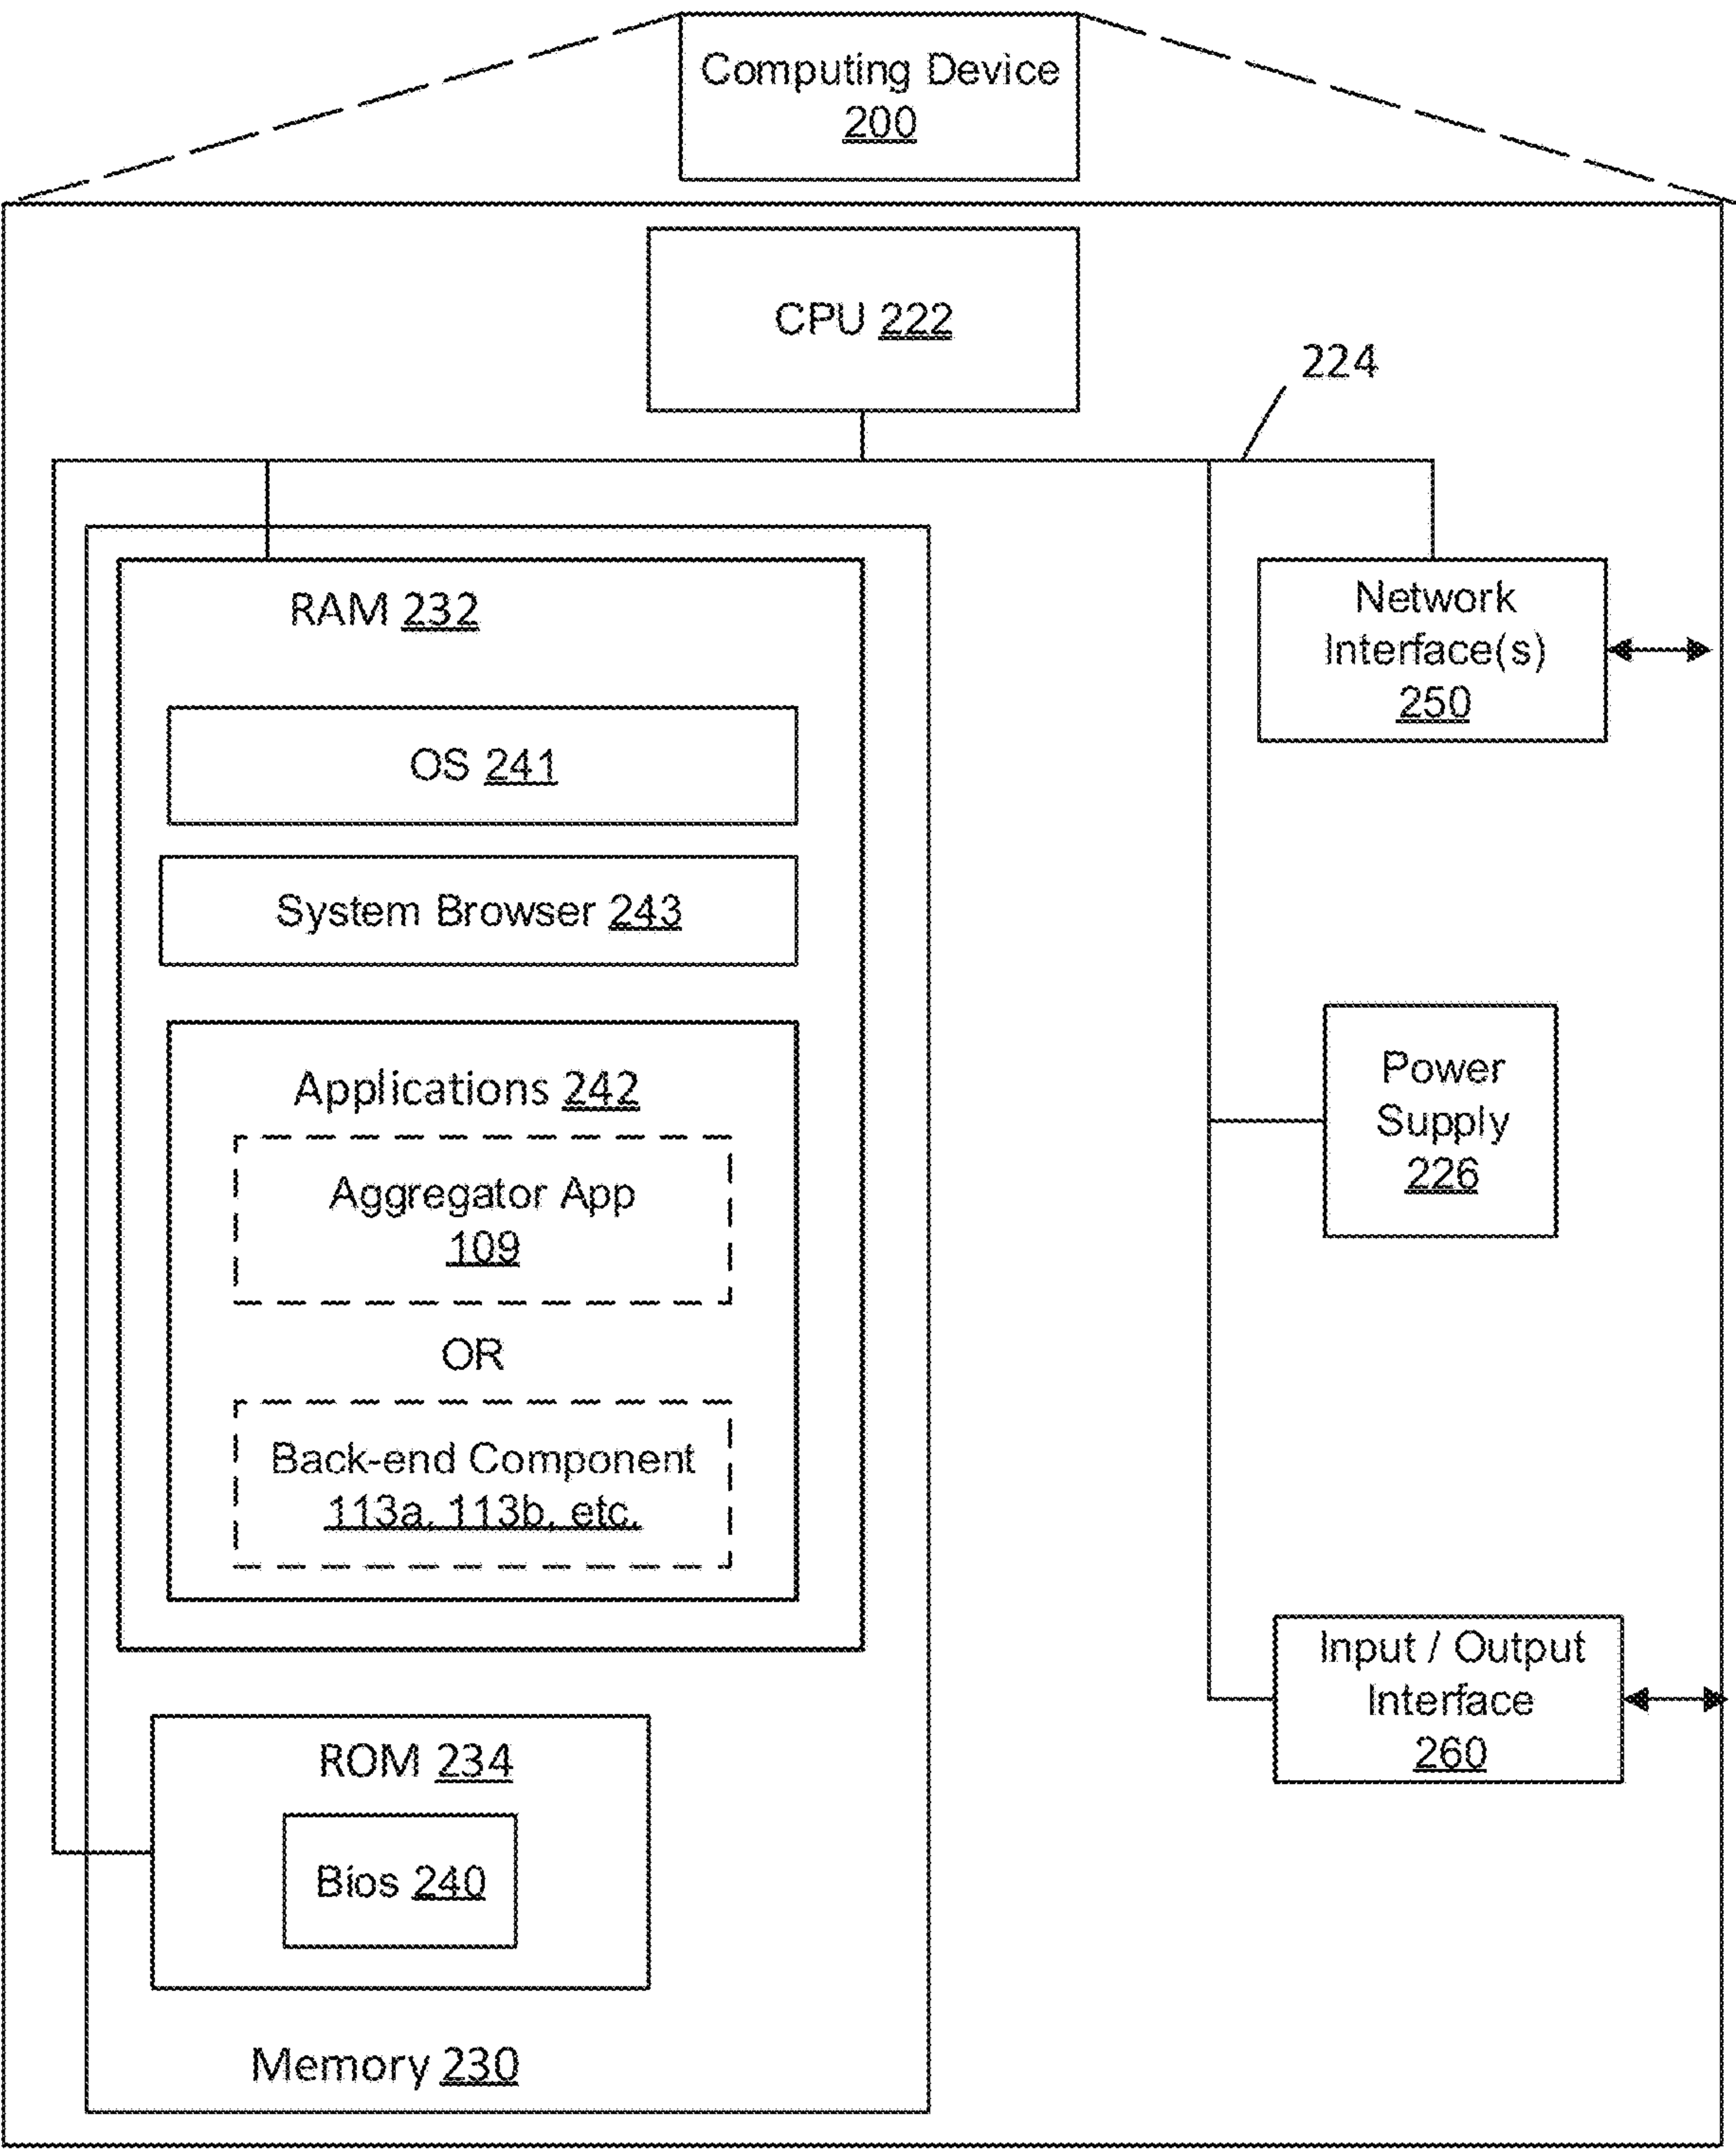 Computing Device
200
CPU 222
224
RAM 232
OS 241
System Browser 243
Applications 242
Aggregator App
109
OR
Back-end Component
113a, 113b, etc.
ROM 234
Bios 240
Memory 230
Network
Interface(s)
250
Power
Supply
226
Input / Output
Interface
260